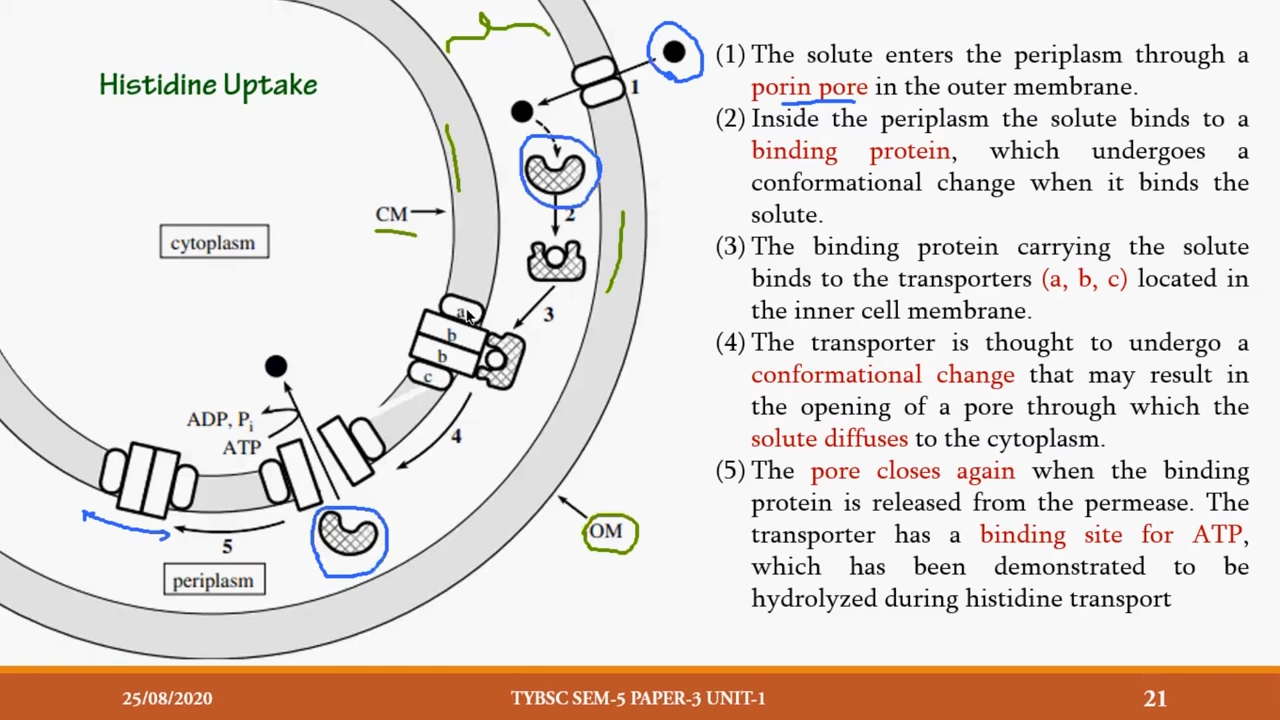 Histidine Uptake
1
2
CM
cytoplasm
3
a
b
b
c
ADP, Pi
ATP
4
OM
5
periplasm
(1) The solute enters the periplasm through a
porin pore in the outer membrane.
(2) Inside the periplasm the solute binds to a
binding protein, which undergoes a
conformational change when it binds the
solute.
(3) The binding protein carrying the solute
binds to the transporters (a, b, c) located in
the inner cell membrane.
(4) The transporter is thought to undergo a
conformational change that may result in
the opening of a pore through which the
solute diffuses to the cytoplasm.
(5) The pore closes again when the binding
protein is released from the permease. The
transporter has a binding site for ATP,
which has been demonstrated to be
hydrolyzed during histidine transport
25/08/2020
TYBSC SEM-5 PAPER-3 UNIT-1
21